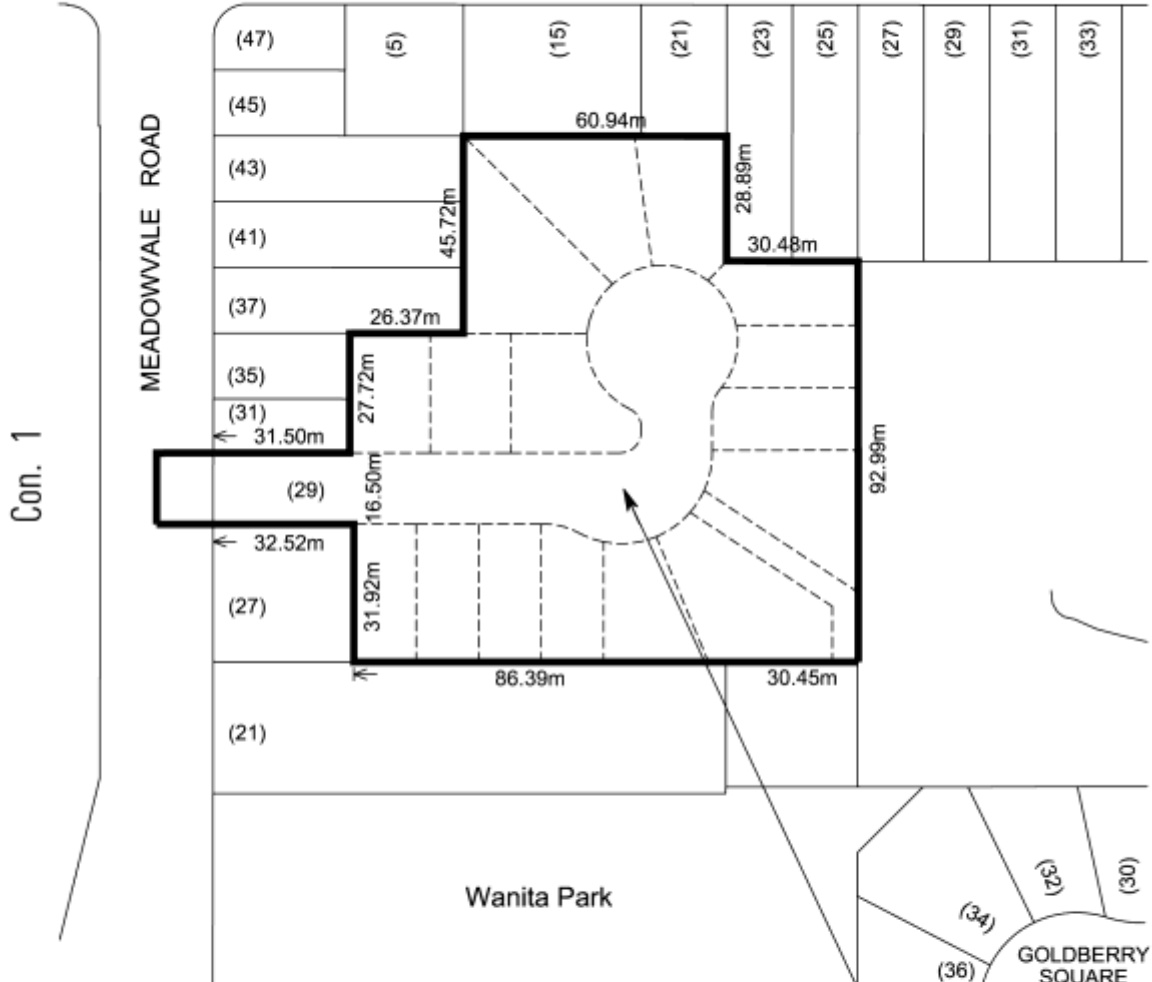 (47)
(5)
(15)
(21)
(23)
(25)
(27)
(29)
(31)
(33)
(45)
60.94m
MEADOWVALE ROAD
(43)
28.89m
45.72m
(41)
30.48m
(37)
26.37m
(35)
27.72m
(31)
31.50m
Con. 1
92.99m
(29)
16.50m
32.52m
(27)
31.92m
86.39m
30.45m
(21)
Wanita Park
(32)
(30)
(34)
(36)
GOLDBERRY
SQUARE